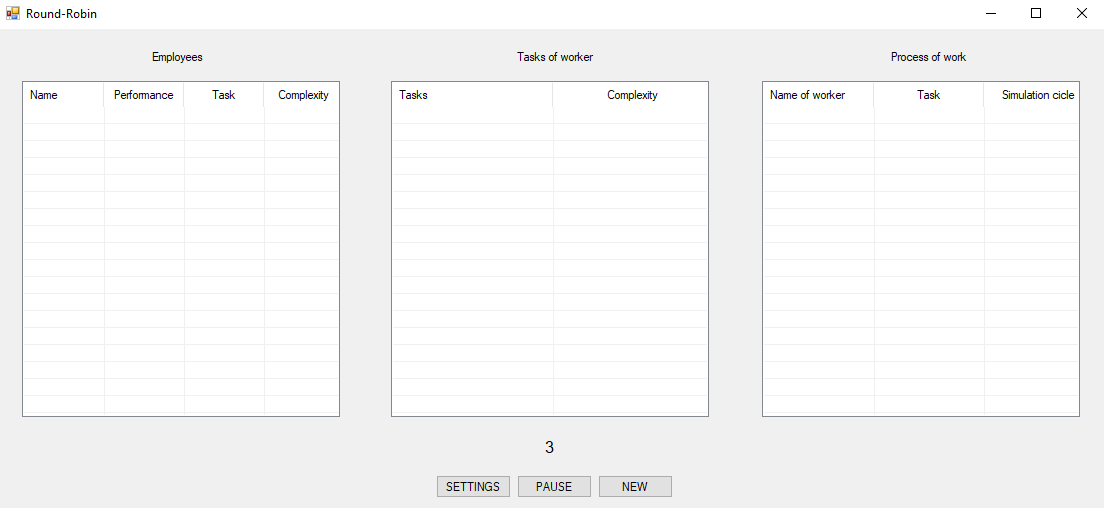 Round-Robin
Employees
Tasks of worker
Process of work
Name Performance Task Complexity
Tasks Complexity
Name of worker Task Simulation cicle
3
SETTINGS PAUSE NEW